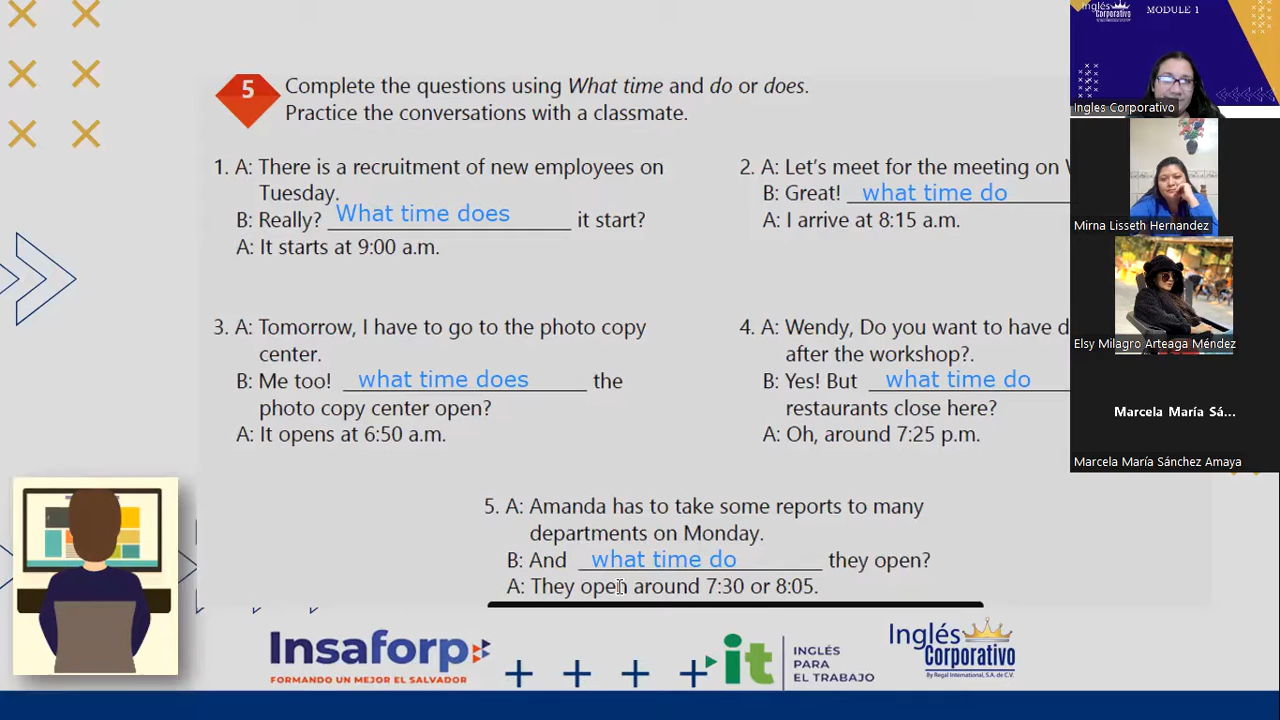 5
Complete the questions using What time and do or does.
Practice the conversations with a classmate.
1. A: There is a recruitment of new employees on
Tuesday.
B: Really? What time does it start?
A: It starts at 9:00 a.m.
2. A: Let's meet for the meeting on
B: Great! what time do
A: I arrive at 8:15 a.m.
3. A: Tomorrow, I have to go to the photo copy
center.
B: Me too! what time does the
photo copy center open?
A: It opens at 6:50 a.m.
4. A: Wendy, Do you want to have
after the workshop?.
B: Yes! But what time do
restaurants close here?
A: Oh, around 7:25 p.m.
5. A: Amanda has to take some reports to many
departments on Monday.
B: And what time do they open?
A: They open around 7:30 or 8:05.
Insaforp
FORMANDO UN MEJOR EL SALVADOR
it
INGLÉS
PARA
EL TRABAJO
Inglés
Corporativo
By Regal International, S.A. de C.V.
Inglés
Corporativo
MODULE 1
Ingles Corporativo
Mirna Lisseth Hernandez
Elsy Milagro Arteaga Méndez
Marcela María Sá...
Marcela María Sánchez Amaya